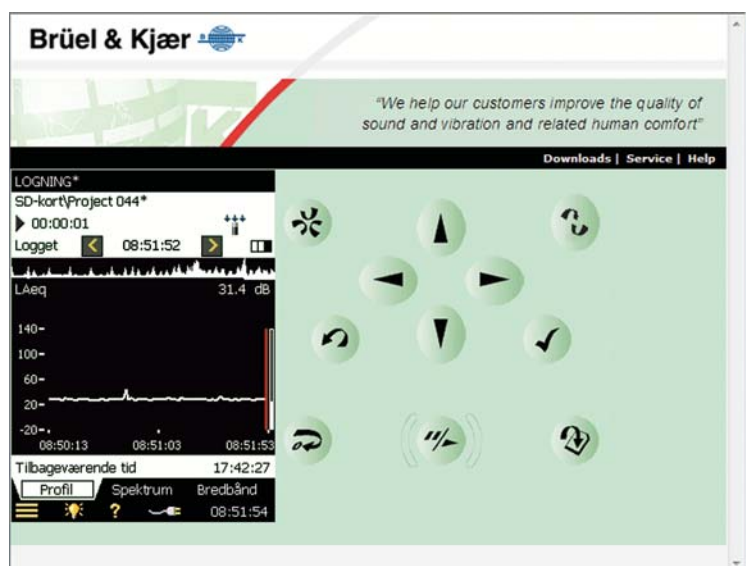 Brüel & Kjær
"We help our customers improve the quality of
sound and vibration and related human comfort"
Downloads | Service | Help
LOGNING*
SD-kort\Project 044*
00:00:01
Logget 08:51:52
LAeq 31.4 dB
140-
100-
60-
20-
-20-
08:50:13 08:51:03 08:51:53
Tilbageværende tid 17:42:27
Profil Spektrum Bredbånd
? 08:51:54